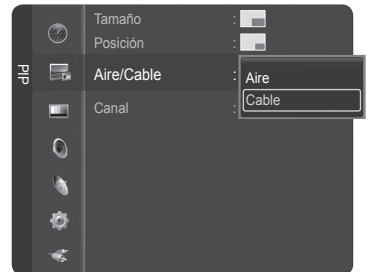 PIP
Tamaño :
Posición :
Aire/Cable :
Aire
Cable
Canal :